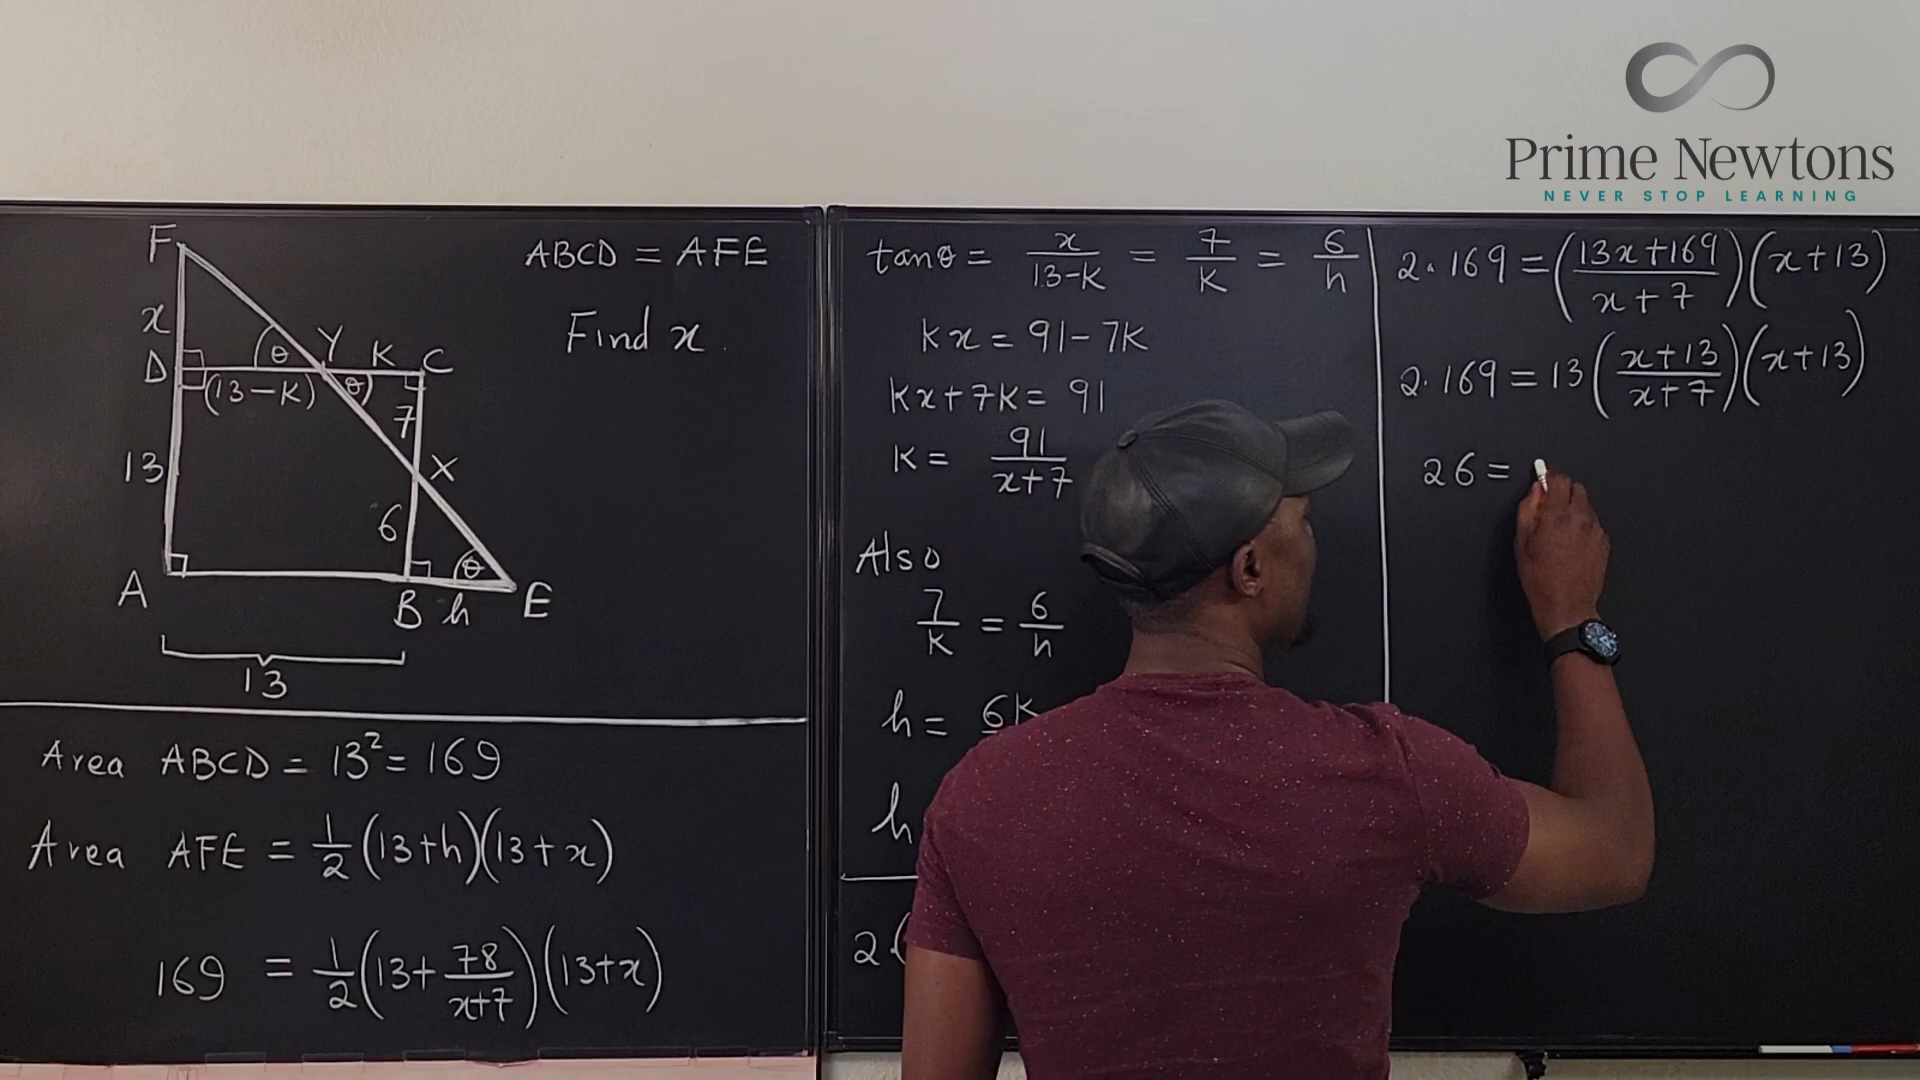 Prime Newtons
NEVER STOP LEARNING
F
ABCD = AFE
x
Find x.
θ
Y
K
C
D
(13-K)
θ
7
13
X
6
θ
A
B
h
E
13
Area ABCD = 13² = 169
Area AFE = 1/2 (13+h)(13+x)
169 = 1/2 (13 + 78/(x+7))(13+x)
tanθ = x/(13-K) = 7/K = 6/h
Kx = 91-7K
Kx+7K = 91
K = 91/(x+7)
Also
7/K = 6/h
h = 6K
h
2(
2·169 = ((13x+169)/(x+7))(x+13)
2·169 = 13((x+13)/(x+7))(x+13)
26 =